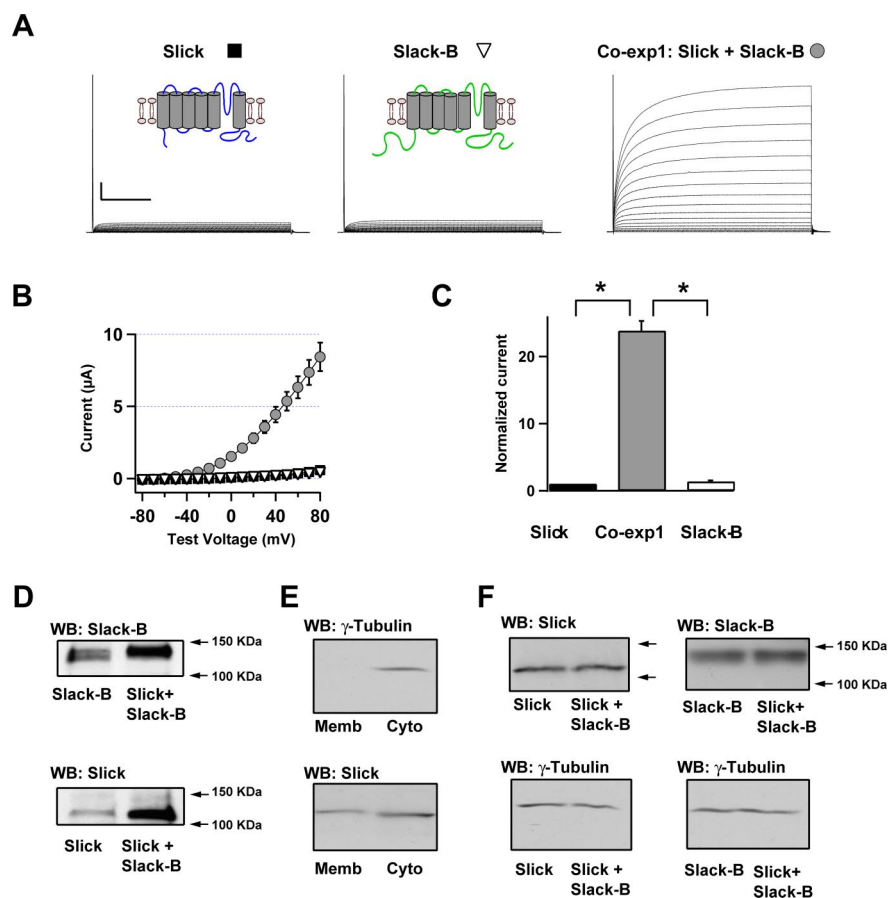 A
Slick
Slack-B
Co-exp1: Slick + Slack-B
B
10
5
0
Current (µA)
-80 -40 0 40 80
Test Voltage (mV)
C
* *
20
10
0
Normalized current
Slick Co-exp1 Slack-B
D
WB: Slack-B
150 KDa
100 KDa
Slack-B Slick+
Slack-B
WB: Slick
150 KDa
100 KDa
Slick Slick +
Slack-B
E
WB: γ-Tubulin
Memb Cyto
WB: Slick
Memb Cyto
F
WB: Slick
Slick Slick +
Slack-B
WB: Slack-B
150 KDa
100 KDa
Slack-B Slick+
Slack-B
WB: γ-Tubulin
Slick Slick +
Slack-B
WB: γ-Tubulin
Slack-B Slick+
Slack-B